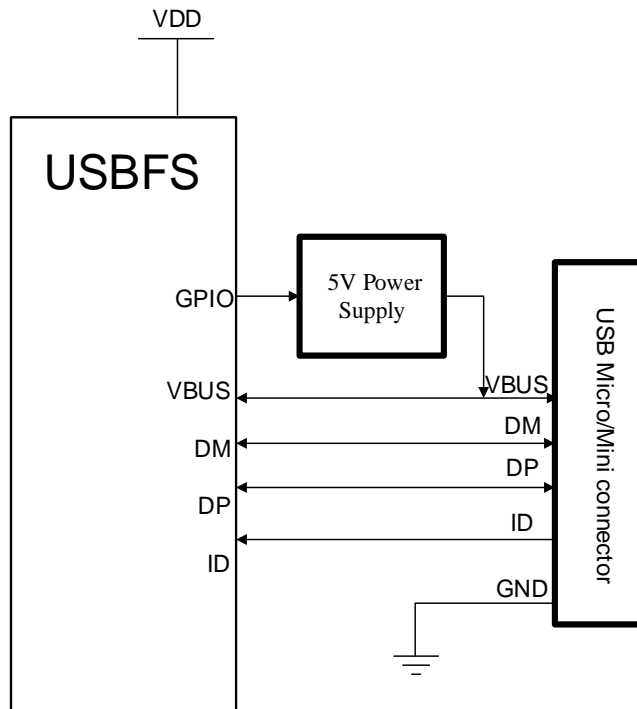 VDD
USBFS
GPIO
5V Power
Supply
VBUS
VBUS
DM
DM
DP
DP
ID
ID
GND
USB Micro/Mini connector